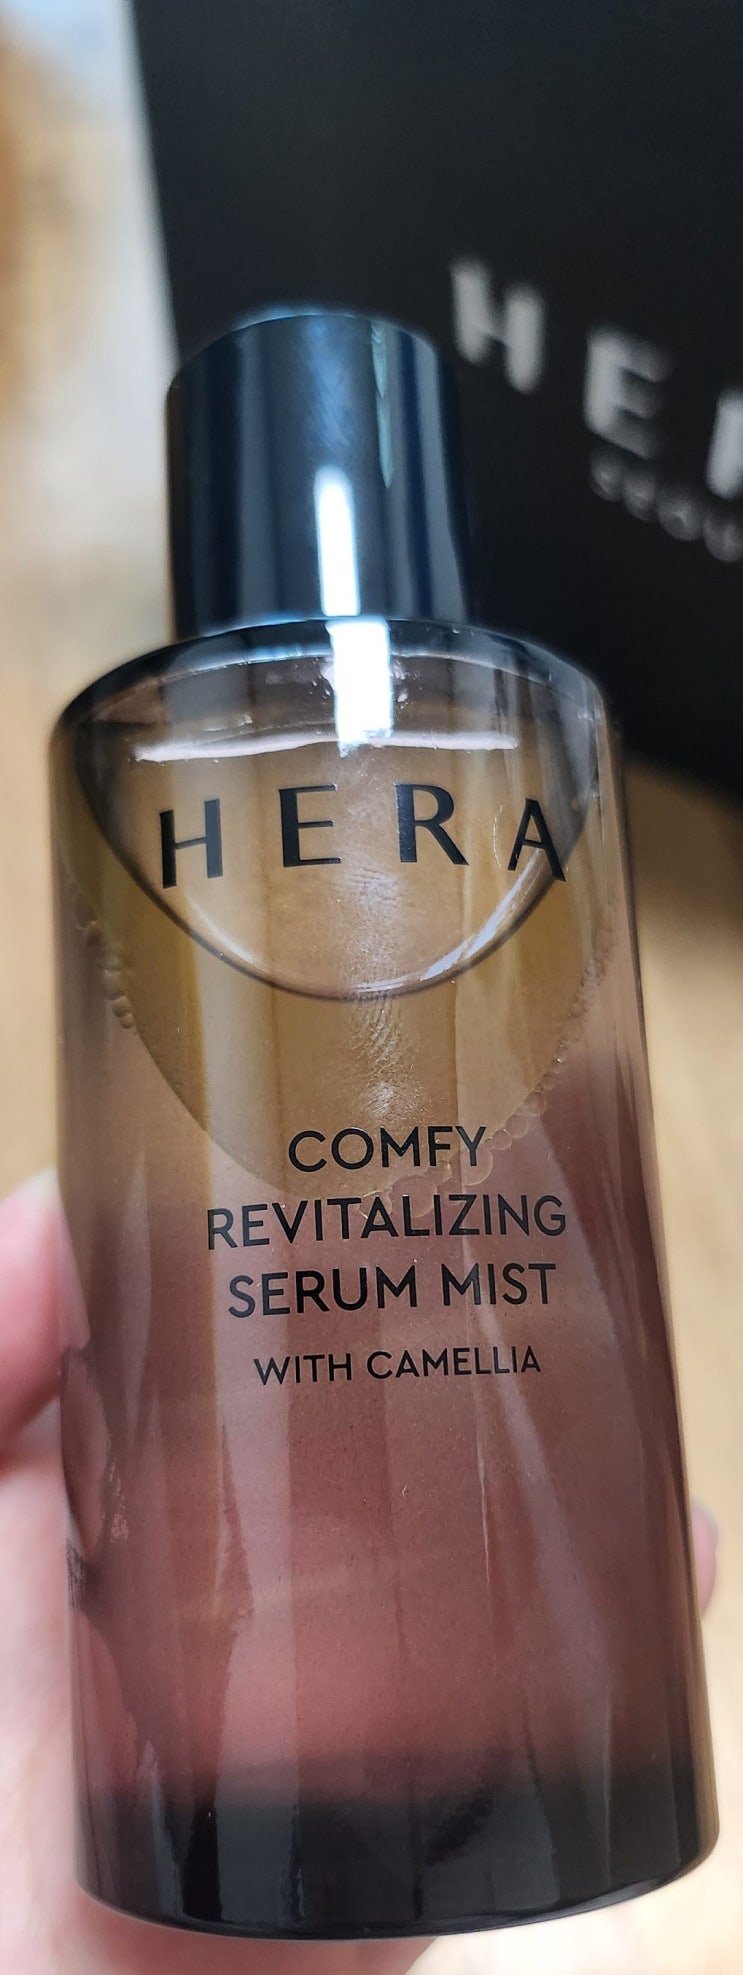 HERA
COMFY
REVITALIZING
SERUM MIST
WITH CAMELLIA